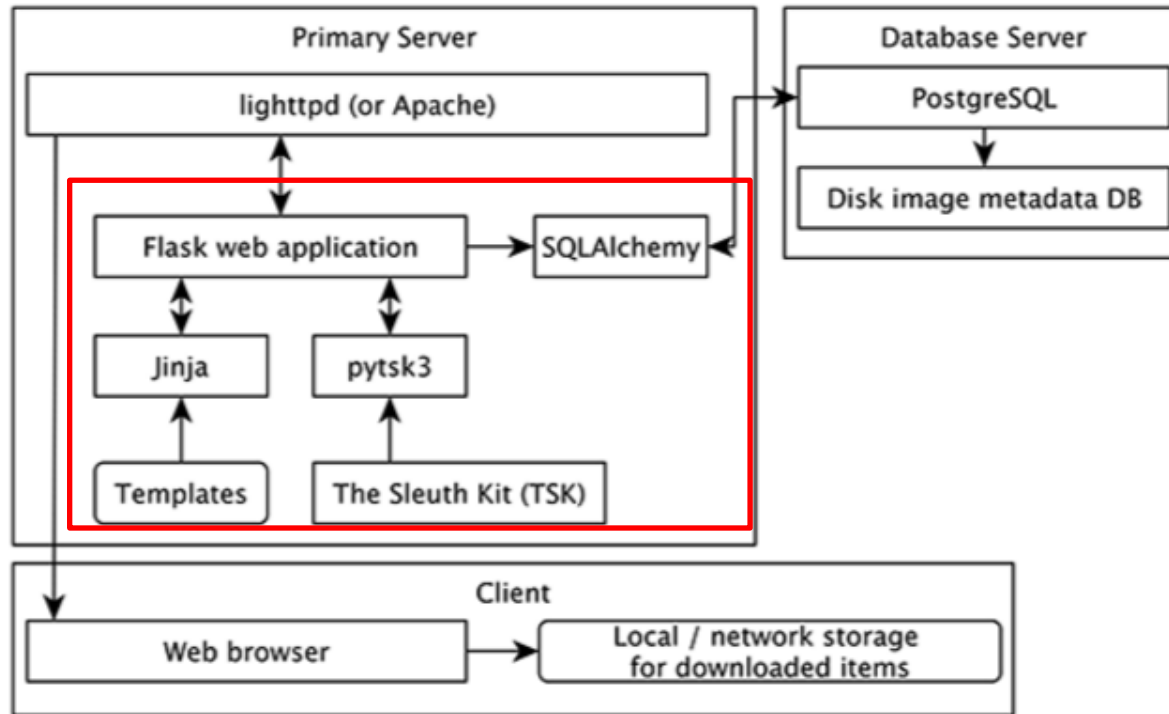 Primary Server
lighttpd (or Apache)
Flask web application
SQLAlchemy
Jinja
pytsk3
Templates
The Sleuth Kit (TSK)
Database Server
PostgreSQL
Disk image metadata DB
Client
Web browser
Local / network storage
for downloaded items